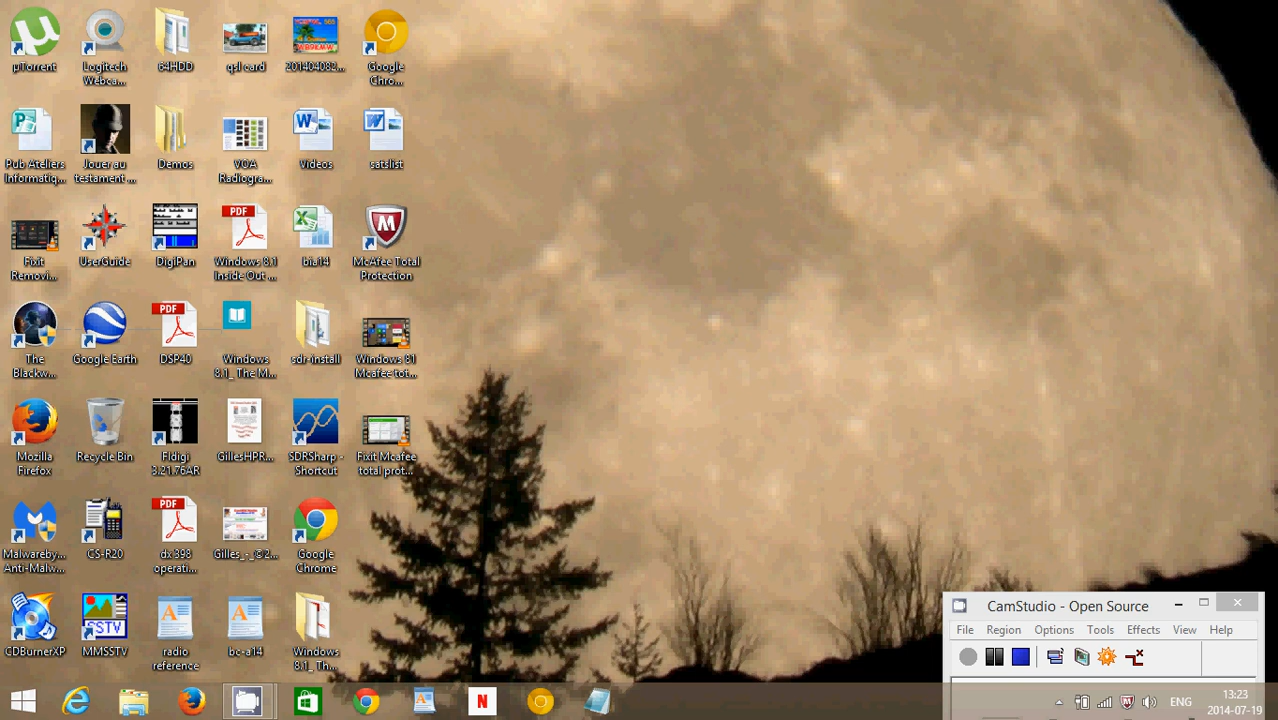 µTorrent
Logitech
Webca...
64HDD
qsl card
201404082...
Google
Chro...
Pub Ateliers
Informatiq...
Jouer au
testament ...
Demos
VOA
Radiogra...
Videos
satslist
Fixit
Removi...
UserGuide
DigiPan
PDF
Windows 8.1
Inside Out ...
bia14
McAfee Total
Protection
The
Blackw...
Google Earth
PDF
DSP40
Windows
8.1_ The M...
sdr-install
Windows 81
Mcafee tot...
Mozilla
Firefox
Recycle Bin
Fldigi
3.21.76AR
GillesHPR...
SDRSharp -
Shortcut
Fixit Mcafee
total prot...
Malwareby...
Anti-Malw...
CS-R20
PDF
dx 398
operati...
Gilles_-_@2...
Google
Chrome
CDBurnerXP
SSTV
MMSSTV
radio
reference
bc-a14
Windows
8.1_ Th...
CamStudio - Open Source
File Region Options Tools Effects View Help
N
ENG
13:23
2014-07-19